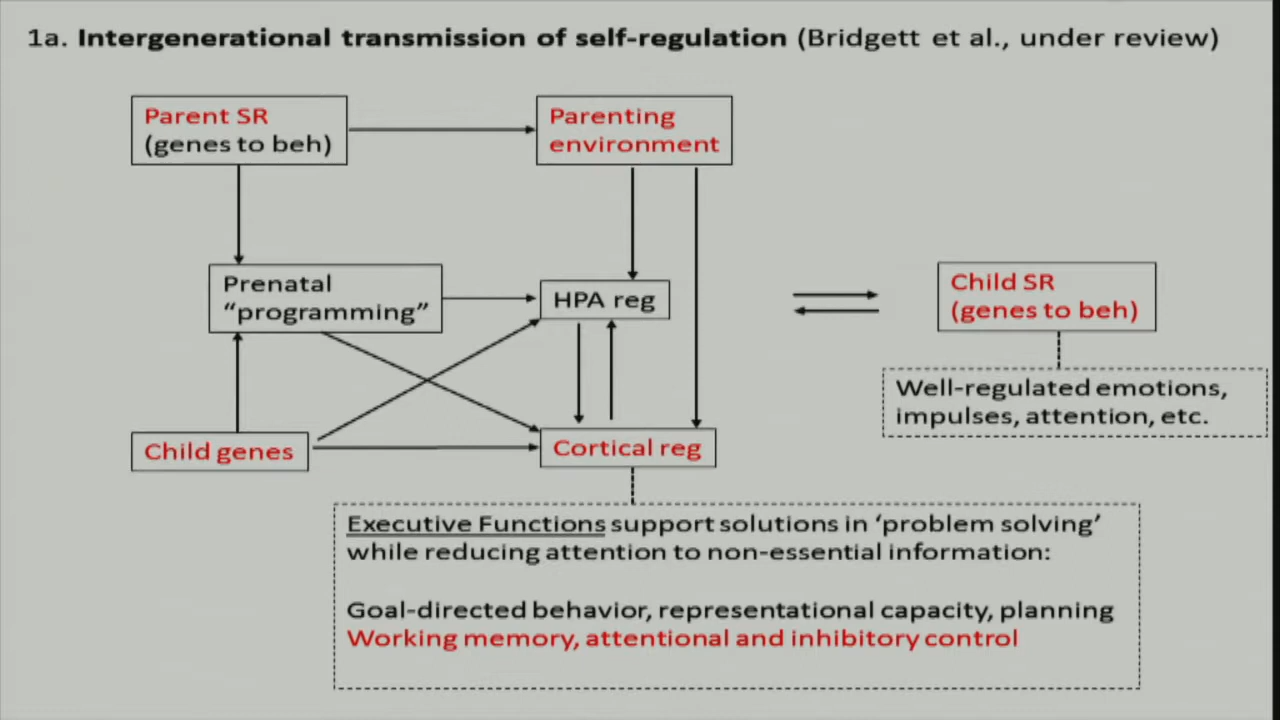 1a. Intergenerational transmission of self-regulation (Bridgett et al., under review)
Parent SR
(genes to beh)
Parenting
environment
Prenatal
“programming”
HPA reg
Child SR
(genes to beh)
Well-regulated emotions,
impulses, attention, etc.
Child genes
Cortical reg
Executive Functions support solutions in ‘problem solving’
while reducing attention to non-essential information:
Goal-directed behavior, representational capacity, planning
Working memory, attentional and inhibitory control